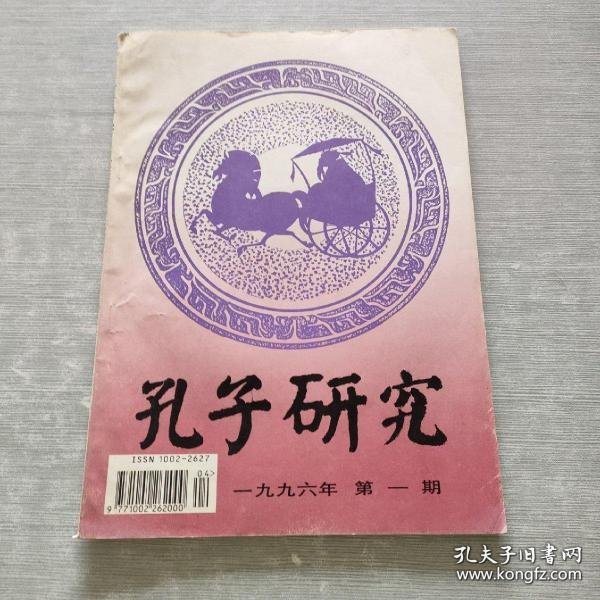 孔子研究
ISSN 1002-2627
04>
9 771002 262000
一九九六年 第一期
孔夫子旧书网
www.kongfz.com